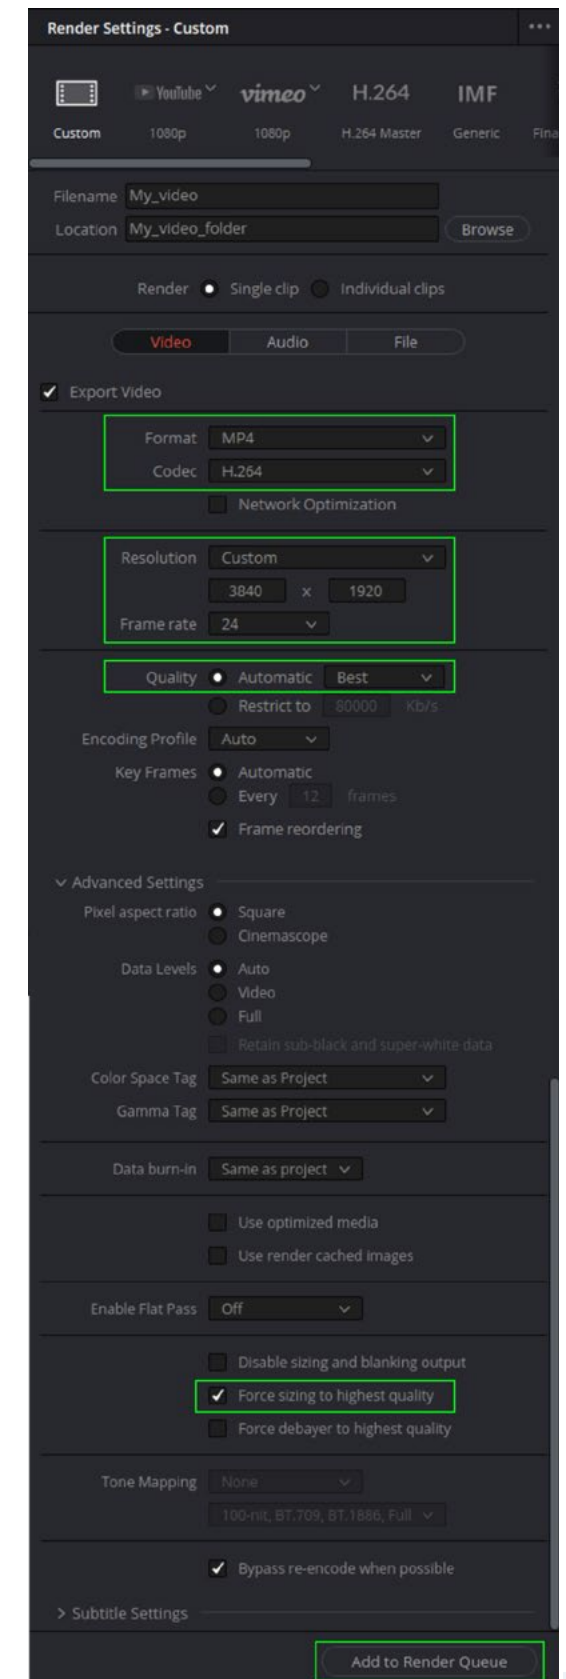 Render Settings - Custom
YouTube vimeo H.264 IMF
Custom 1080p 1080p H.264 Master Generic Fina
Filename My_video
Location My_video_folder Browse
Render Single clip Individual clips
Video Audio File
Export Video
Format MP4
Codec H.264
Network Optimization
Resolution Custom
3840 x 1920
Frame rate 24
Quality Automatic Best
Restrict to 80000 Kb/s
Encoding Profile Auto
Key Frames Automatic
Every 12 frames
Frame reordering
Advanced Settings
Pixel aspect ratio Square
Cinemascope
Data Levels Auto
Video
Full
Retain sub-black and super-white data
Color Space Tag Same as Project
Gamma Tag Same as Project
Data burn-in Same as project
Use optimized media
Use render cached images
Enable Flat Pass Off
Disable sizing and blanking output
Force sizing to highest quality
Force debayer to highest quality
Tone Mapping None
100-nit, BT.709, BT.1886, Full
Bypass re-encode when possible
Subtitle Settings
Add to Render Queue